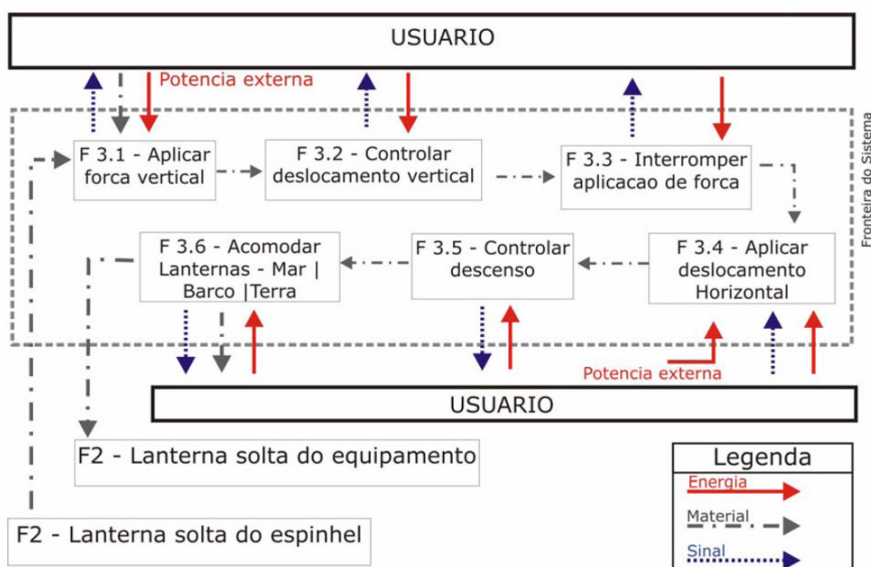 USUARIO
Potencia externa
F 3.1 - Aplicar
forca vertical
F 3.2 - Controlar
deslocamento vertical
F 3.3 - Interromper
aplicacao de forca
Fronteira do Sistema
F 3.6 - Acomodar
Lanternas - Mar |
Barco |Terra
F 3.5 - Controlar
descenso
F 3.4 - Aplicar
deslocamento
Horizontal
Potencia externa
USUARIO
F2 - Lanterna solta do equipamento
F2 - Lanterna solta do espinhel
Legenda
Energia
Material
Sinal